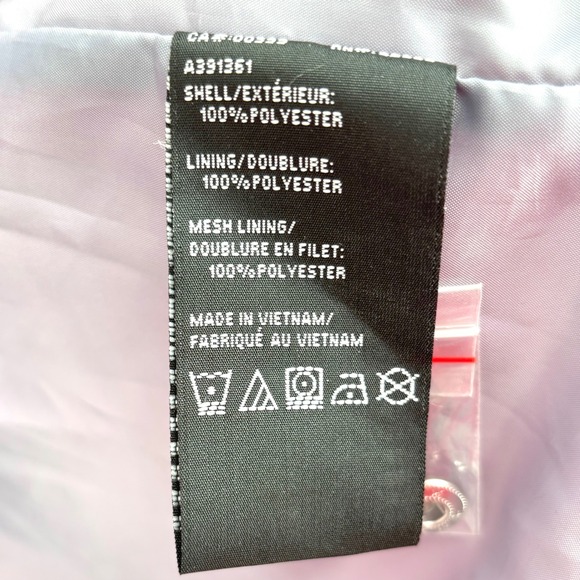 A391361
SHELL/EXTÉRIEUR:
100%POLYESTER
LINING/DOUBLURE:
100%POLYESTER
MESH LINING/
DOUBLURE EN FILET:
100%POLYESTER
MADE IN VIETNAM/
FABRIQUÉ AU VIETNAM